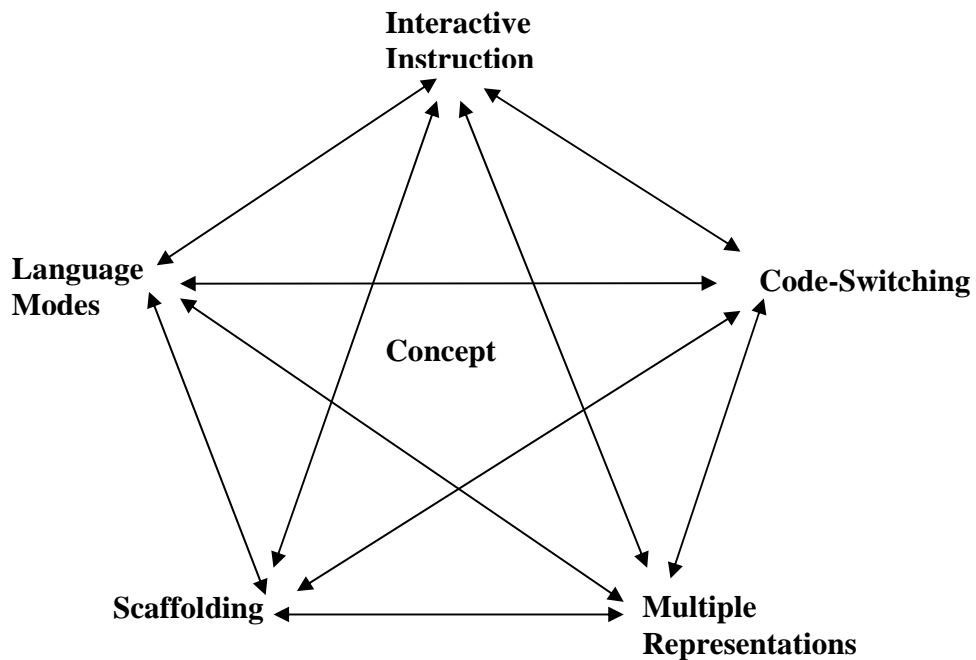 Interactive
Instruction
Language
Modes
Code-Switching
Concept
Scaffolding
Multiple
Representations